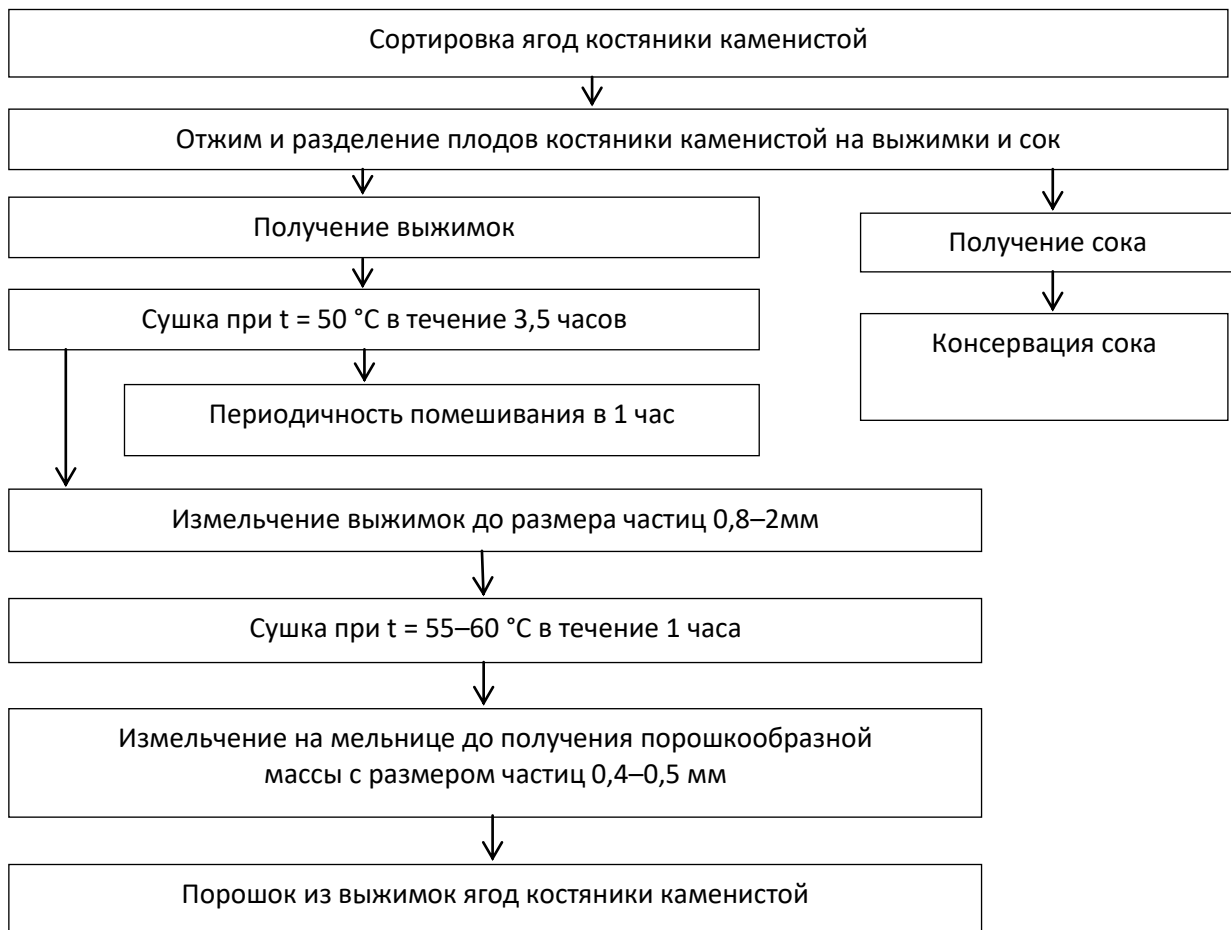 Сортировка ягод костяники каменистой
Отжим и разделение плодов костяники каменистой на выжимки и сок
Получение выжимок
Получение сока
Сушка при t = 50 °С в течение 3,5 часов
Консервация сока
Периодичность помешивания в 1 час
Измельчение выжимок до размера частиц 0,8–2мм
Сушка при t = 55–60 °С в течение 1 часа
Измельчение на мельнице до получения порошкообразной
массы с размером частиц 0,4–0,5 мм
Порошок из выжимок ягод костяники каменистой